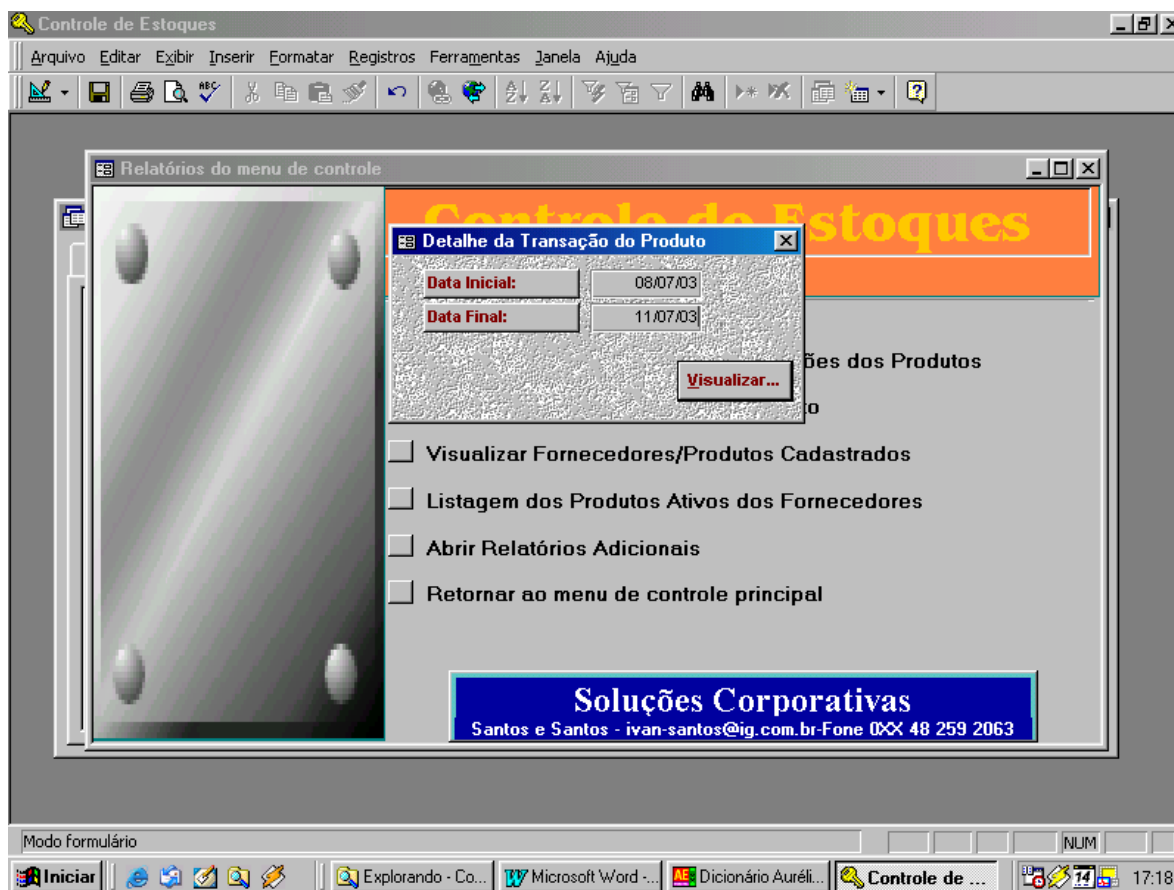 Controle de Estoques
Arquivo Editar Exibir Inserir Formatar Registros Ferramentas Janela Ajuda
Relatórios do menu de controle
Controle de Estoques
Detalhe da Transação do Produto
Data Inicial: 08/07/03
Data Final: 11/07/03
Visualizar...
ões dos Produtos
to
Visualizar Fornecedores/Produtos Cadastrados
Listagem dos Produtos Ativos dos Fornecedores
Abrir Relatórios Adicionais
Retornar ao menu de controle principal
Soluções Corporativas
Santos e Santos - ivan-santos@ig.com.br-Fone 0XX 48 259 2063
Modo formulário NUM
Iniciar Explorando - Co... Microsoft Word -... Dicionário Auréli... Controle de ... 14 17:18